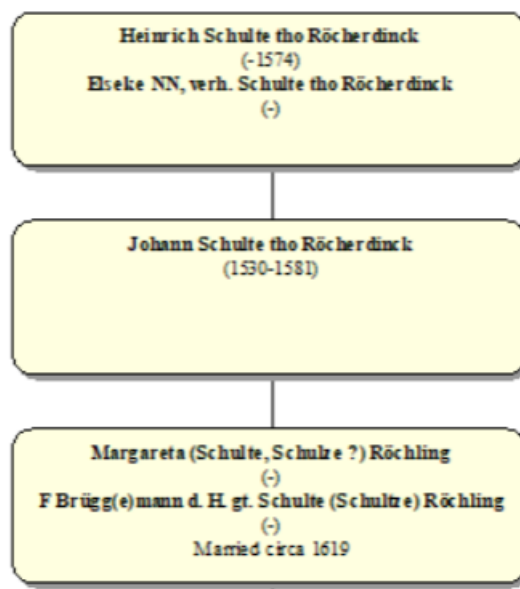 Heinrich Schulte tho Röcherdinck
(-1574)
Elseke NN, verh. Schulte tho Röcherdinck
(-)
Johann Schulte tho Röcherdinck
(1530-1581)
Margareta (Schulte, Schulze ?) Röchling
(-)
F Brügg(e)mann d. H. gt. Schulte (Schultze) Röchling
(-)
Married circa 1619